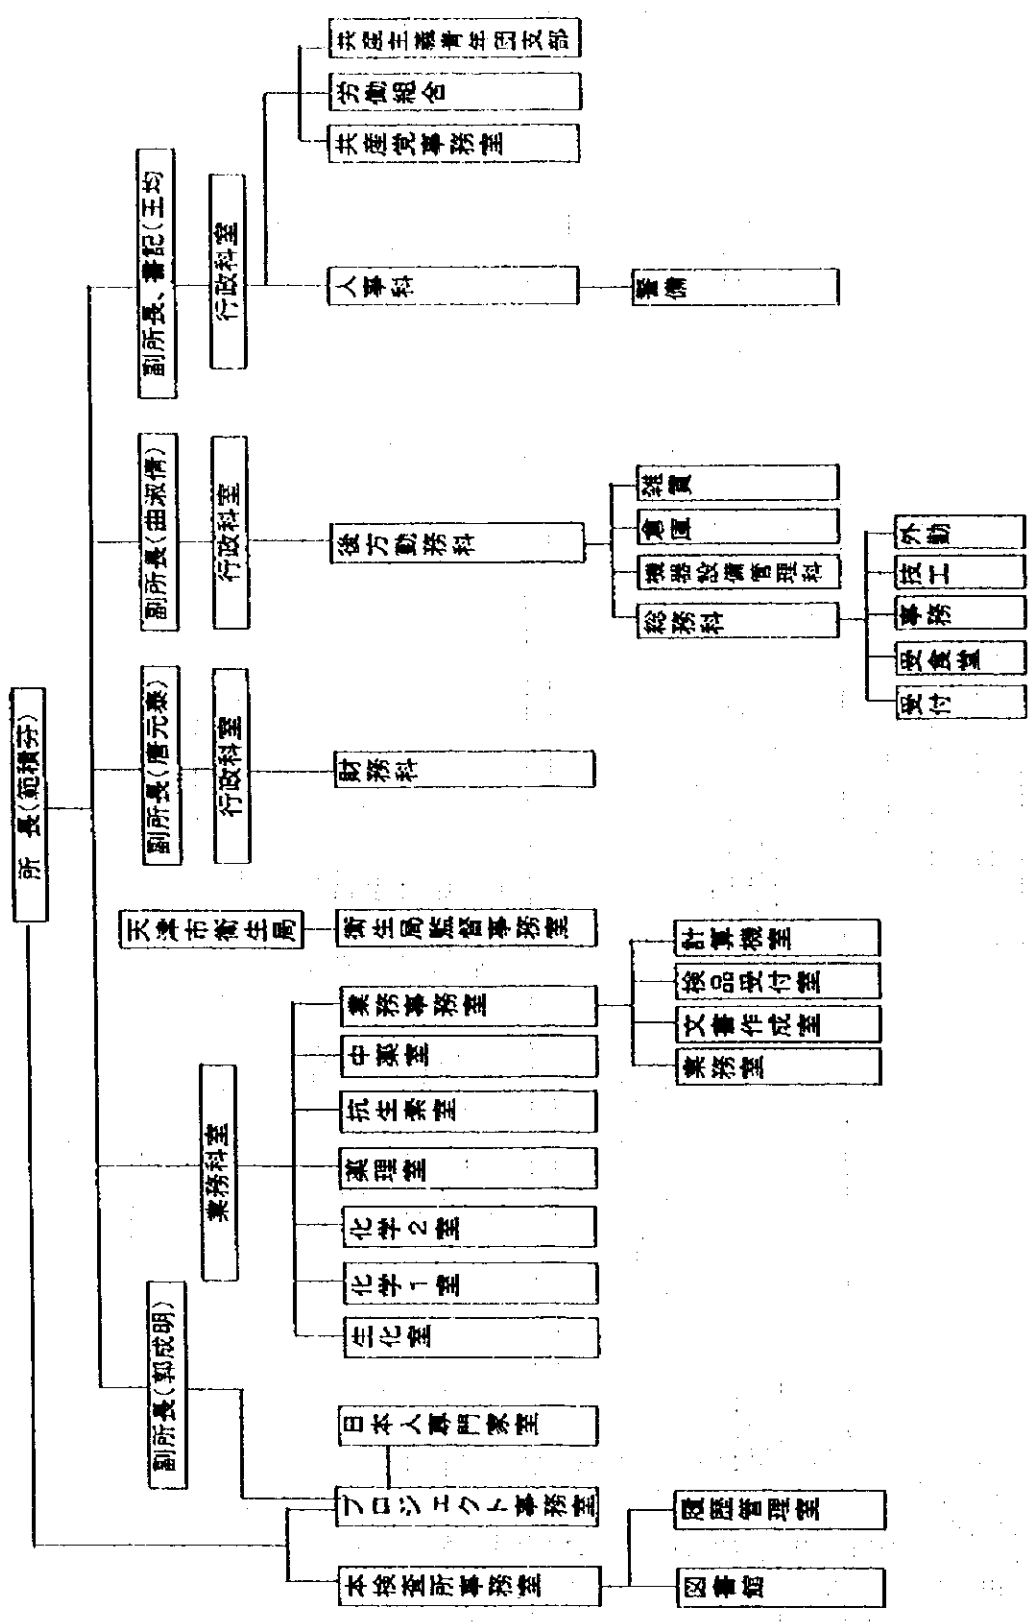 所 長(範積芬)
副所長(郭成明)
業務科室
天津市衛生局
副所長(唐元泰)
行政科室
副所長(曲淑倩)
行政科室
副所長、書記(王均
行政科室
本検査所事務室
プロジェクト事務室
日本人専門家室
生化室
化学1室
化学2室
薬理室
抗生素室
中薬室
業務事務室
衛生局監督事務室
財務科
後方勤務科
人事科
共産党事務室
労働組合
共産主義青年団支部
図書館
履歴管理室
業務室
文書作成室
検品受付室
計算機室
総務科
機器設備管理科
倉庫
雑貨
警備
受付
受食堂
事務
技工
外勤